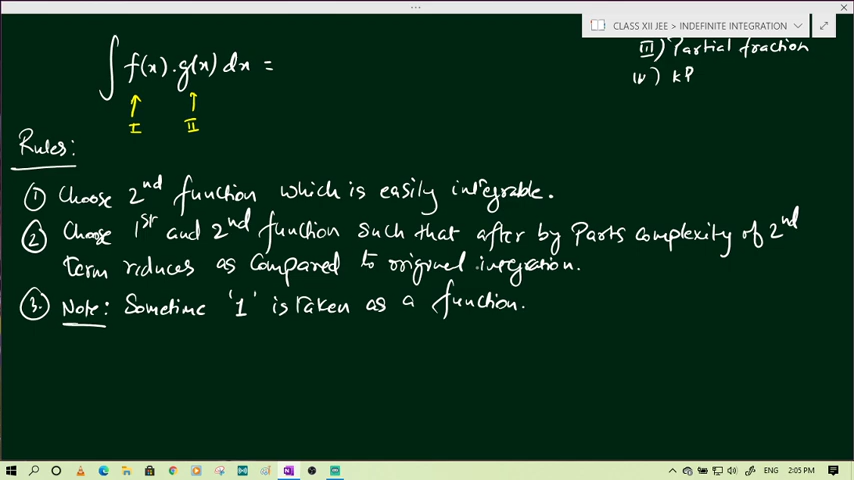 CLASS XII JEE > INDEFINITE INTEGRATION
III) Partial fraction
∫ f(x).g(x) dx =
IV) KP
I II
Rules:
① Choose 2nd function which is easily integrable.
② Choose 1st and 2nd function such that after by Parts complexity of 2nd
term reduces as compared to original integration.
③ Note: Sometime '1' is taken as a function.
ENG 2:05 PM